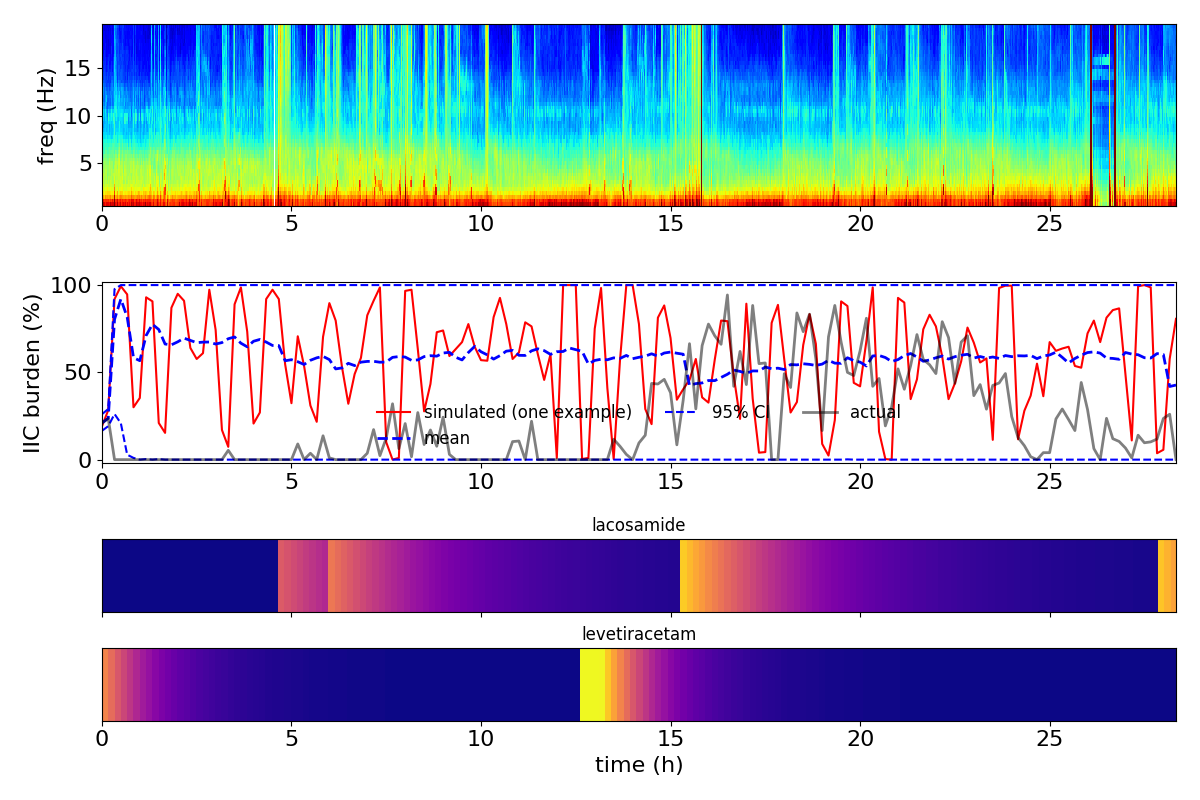 freq (Hz)
15
10
5
0 5 10 15 20 25
IIC burden (%)
100
50
0
simulated (one example) 95% CI actual
mean
0 5 10 15 20 25
lacosamide
levetiracetam
0 5 10 15 20 25
time (h)